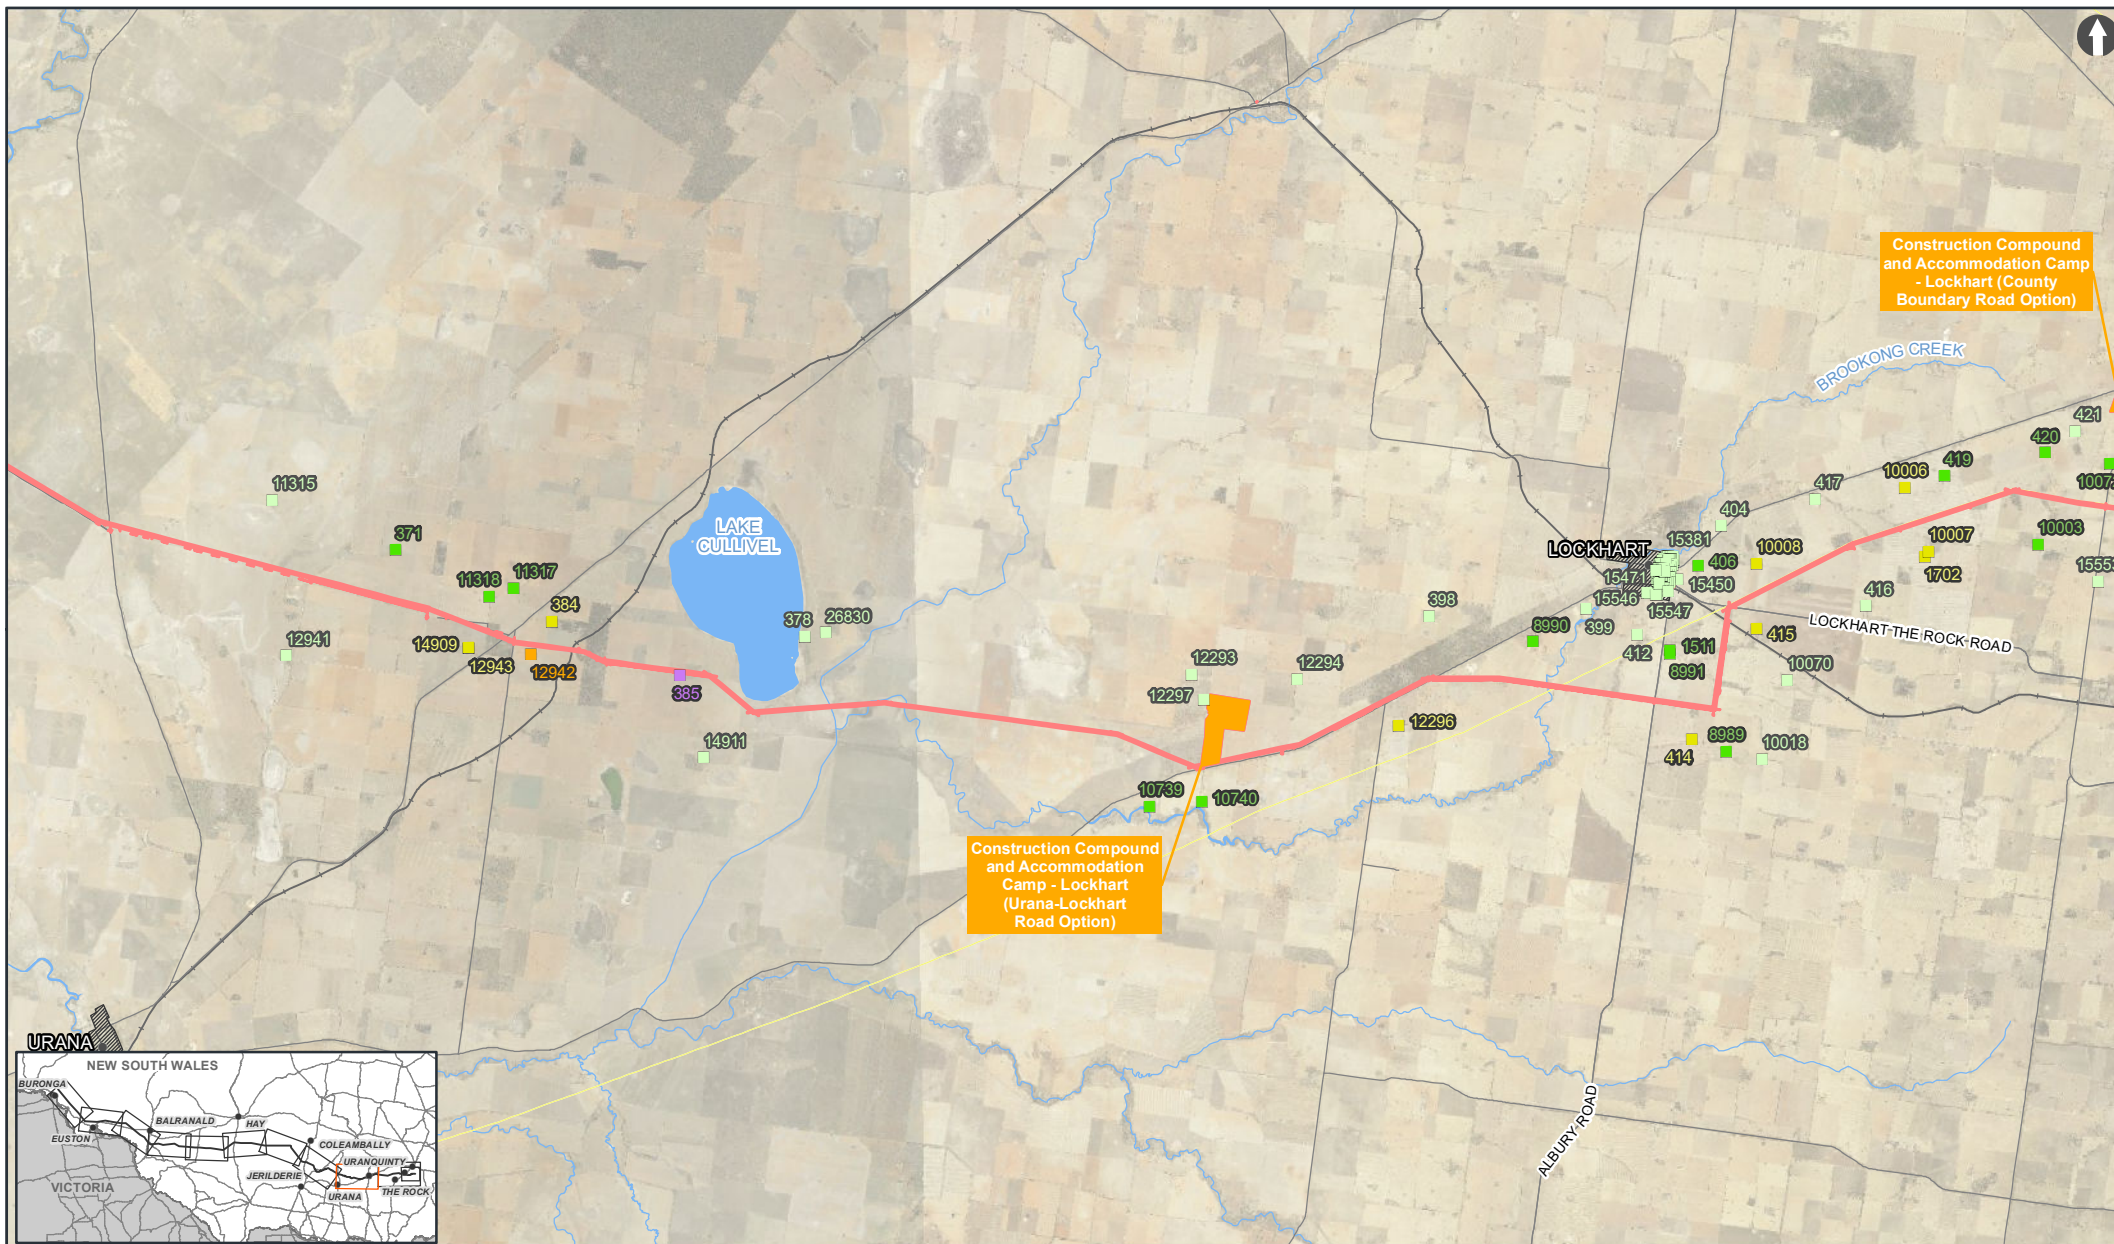 Construction Compound
and Accommodation Camp
- Lockhart (County
Boundary Road Option)
BROOKONG CREEK
421
420
419
10006
417
404
11315
371
LAKE
CULLIVEL
LOCKHART
15381
10008
406
10007
1702
10003
11318
11317
384
15471
15450
15546
15547
416
378
26830
398
399
8990
412
1511
8991
415
LOCKHART THE ROCK ROAD
12941
14909
12943
12942
385
12293
12294
12297
10070
14911
12296
414
8989
10018
10739
10740
Construction Compound
and Accommodation
Camp - Lockhart
(Urana-Lockhart
Road Option)
URANA
ALBURY ROAD
NEW SOUTH WALES
BURONGA
BALRANALD
HAY
EUSTON
COLEAMBALLY
URANQUINTY
JERILDERIE
VICTORIA
URANA
THE ROCK